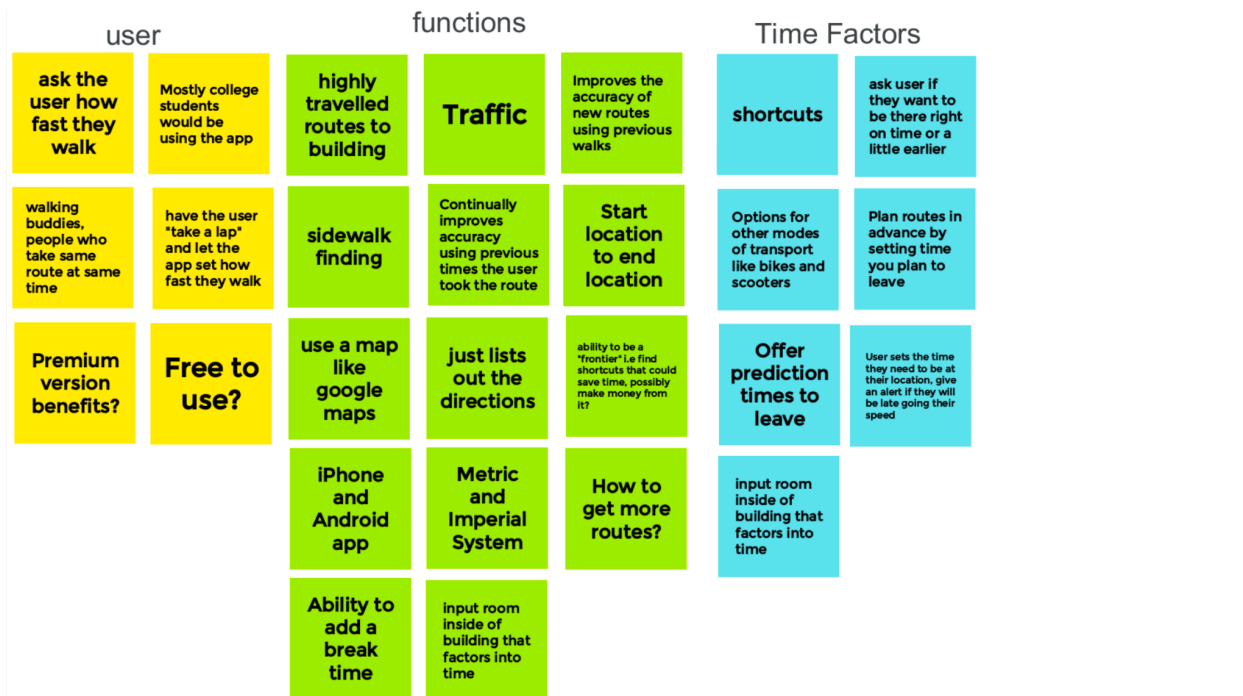 user
ask the
user how
fast they
walk
Mostly college
students
would be
using the app
walking
buddies,
people who
take same
route at same
time
have the user
"take a lap"
and let the
app set how
fast they walk
Premium
version
benefits?
Free to
use?
functions
highly
travelled
routes to
building
Traffic
Improves the
accuracy of
new routes
using previous
walks
sidewalk
finding
Continually
improves
accuracy
using previous
times the user
took the route
Start
location
to end
location
use a map
like
google
maps
just lists
out the
directions
ability to be a
"frontier" i.e find
shortcuts that could
save time, possibly
make money from
it?
iPhone
and
Android
app
Metric
and
Imperial
System
How to
get more
routes?
Ability to
add a
break
time
input room
inside of
building that
factors into
time
Time Factors
shortcuts
ask user if
they want to
be there right
on time or a
little earlier
Options for
other modes
of transport
like bikes and
scooters
Plan routes in
advance by
setting time
you plan to
leave
Offer
prediction
times to
leave
User sets the time
they need to be at
their location, give
an alert if they will
be late going their
speed
input room
inside of
building that
factors into
time